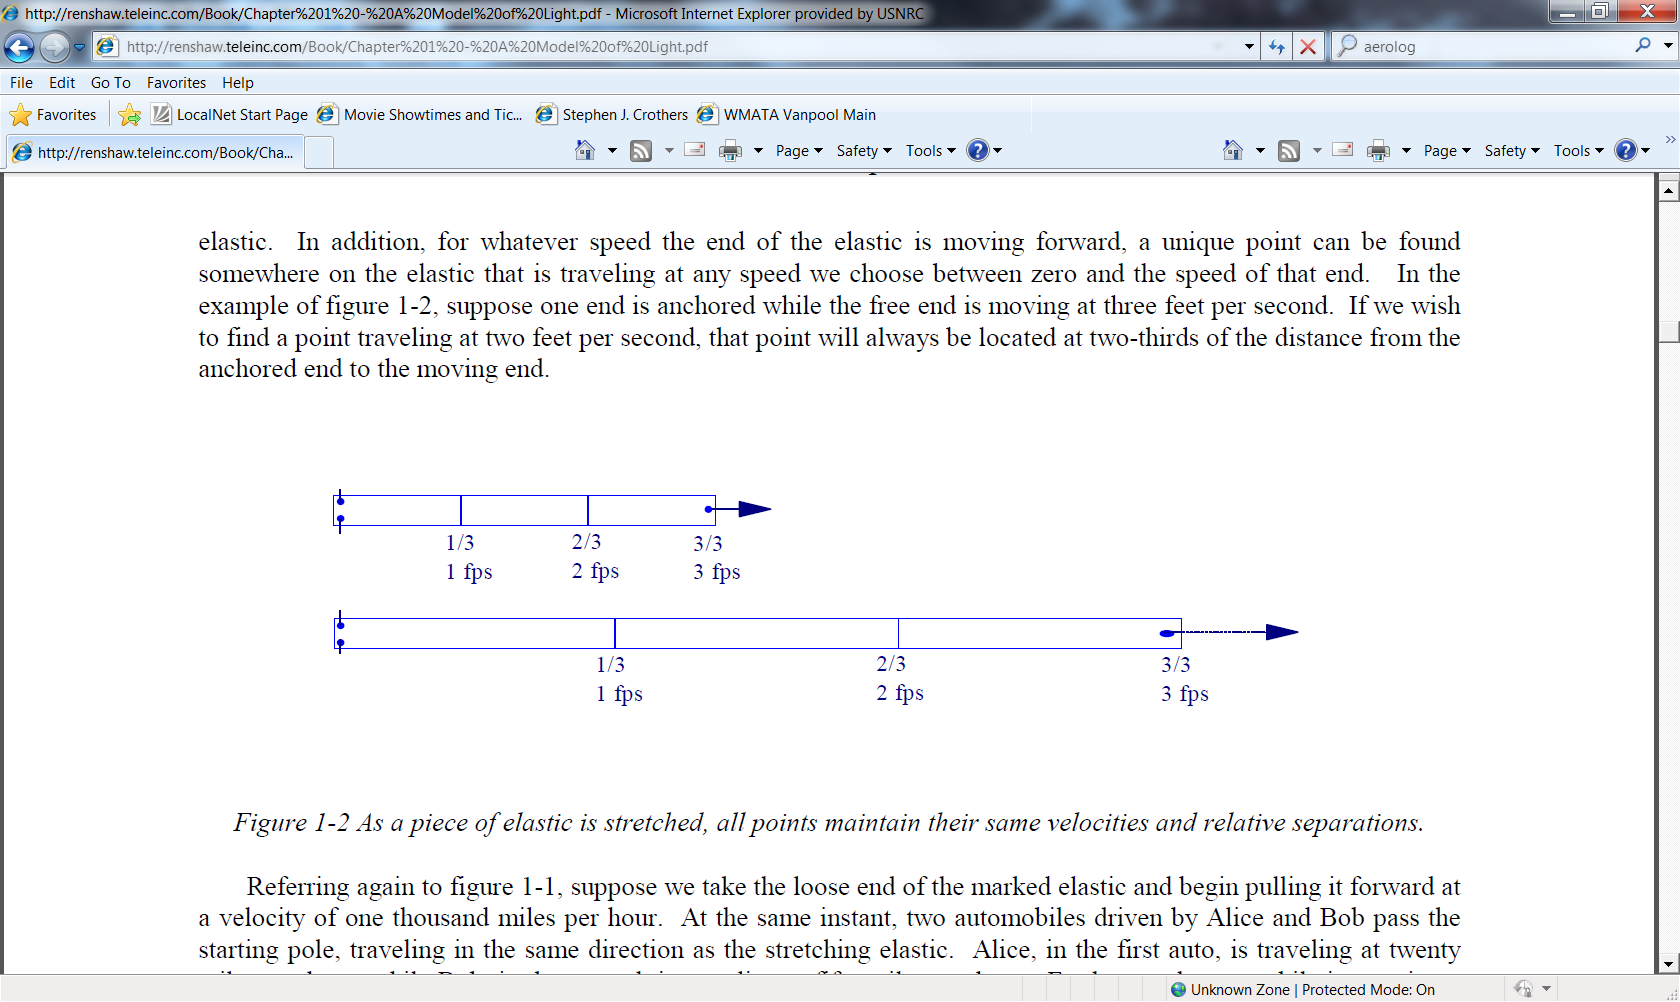 http://renshaw.teleinc.com/Book/Chapter%201%20-%20A%20Model%20of%20Light.pdf - Microsoft Internet Explorer provided by USNRC
http://renshaw.teleinc.com/Book/Chapter%201%20-%20A%20Model%20of%20Light.pdf
aerolog
File Edit Go To Favorites Help
Favorites LocalNet Start Page Movie Showtimes and Tic... Stephen J. Crothers WMATA Vanpool Main
http://renshaw.teleinc.com/Book/Cha... Page Safety Tools Page Safety Tools
elastic. In addition, for whatever speed the end of the elastic is moving forward, a unique point can be found
somewhere on the elastic that is traveling at any speed we choose between zero and the speed of that end. In the
example of figure 1-2, suppose one end is anchored while the free end is moving at three feet per second. If we wish
to find a point traveling at two feet per second, that point will always be located at two-thirds of the distance from the
anchored end to the moving end.
1/3 2/3 3/3
1 fps 2 fps 3 fps
1/3 2/3 3/3
1 fps 2 fps 3 fps
Figure 1-2 As a piece of elastic is stretched, all points maintain their same velocities and relative separations.
Referring again to figure 1-1, suppose we take the loose end of the marked elastic and begin pulling it forward at
a velocity of one thousand miles per hour. At the same instant, two automobiles driven by Alice and Bob pass the
starting pole, traveling in the same direction as the stretching elastic. Alice, in the first auto, is traveling at twenty
Unknown Zone | Protected Mode: On